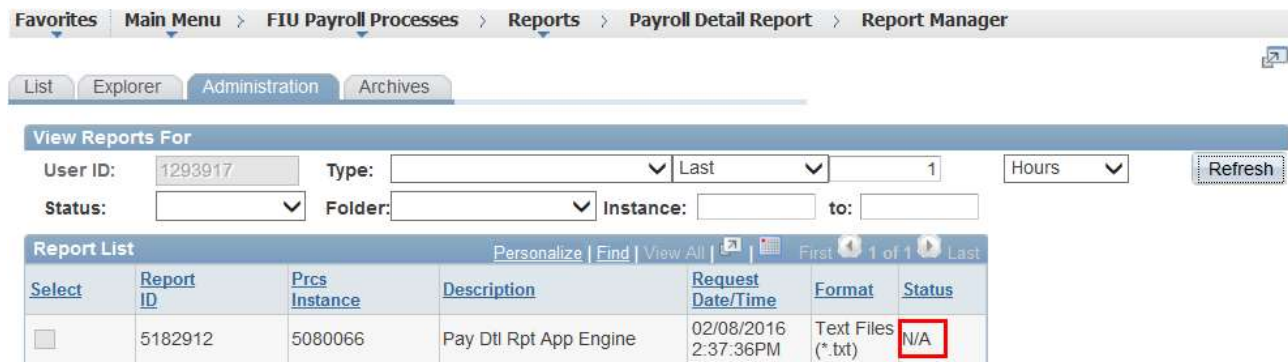 Favorites Main Menu > FIU Payroll Processes > Reports > Payroll Detail Report > Report Manager
List Explorer Administration Archives
View Reports For
User ID: 1293917 Type: Last 1 Hours Refresh
Status: Folder: Instance: to:
Report List Personalize | Find | View All | | First 1 of 1 Last
Select Report ID Prcs Instance Description Request Date/Time Format Status
5182912 5080066 Pay Dtl Rpt App Engine 02/08/2016 2:37:36PM Text Files (*.txt) N/A